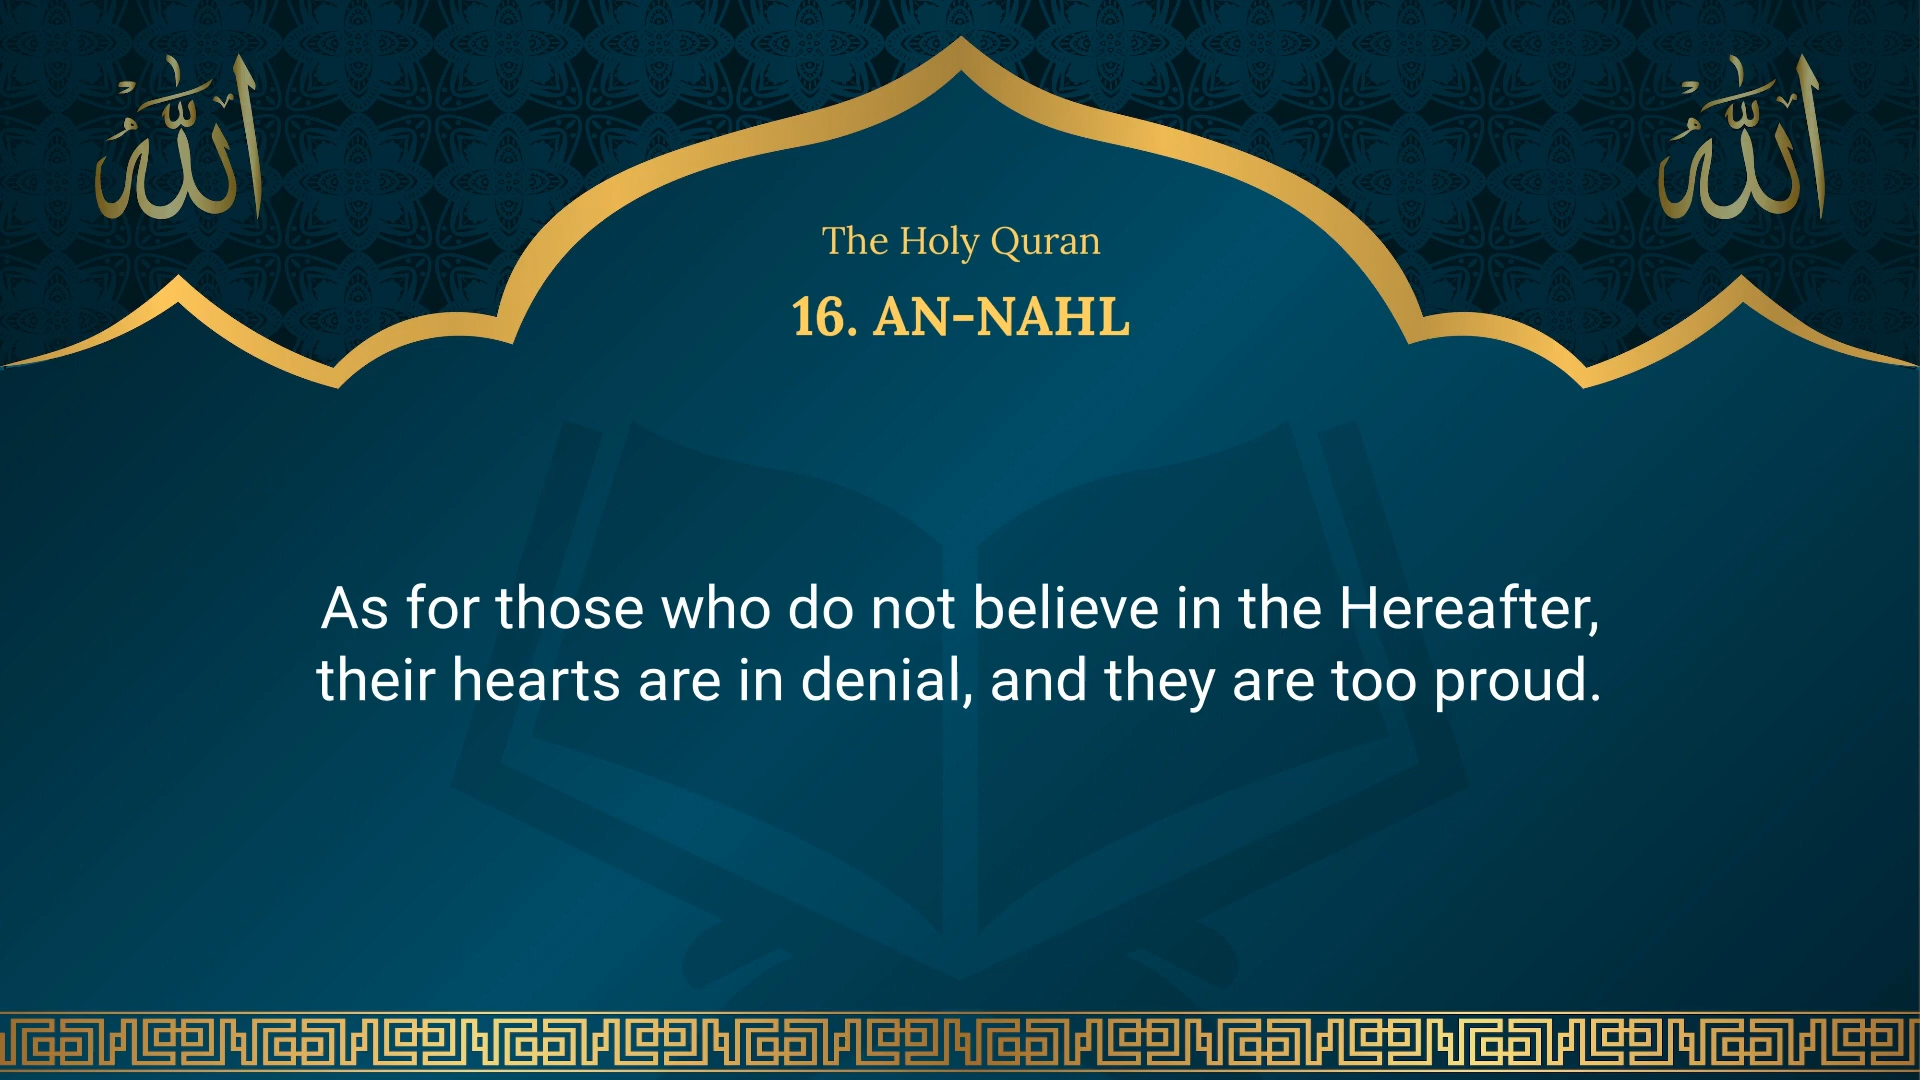 الله
الله
The Holy Quran
16. AN-NAHL
As for those who do not believe in the Hereafter,
their hearts are in denial, and they are too proud.